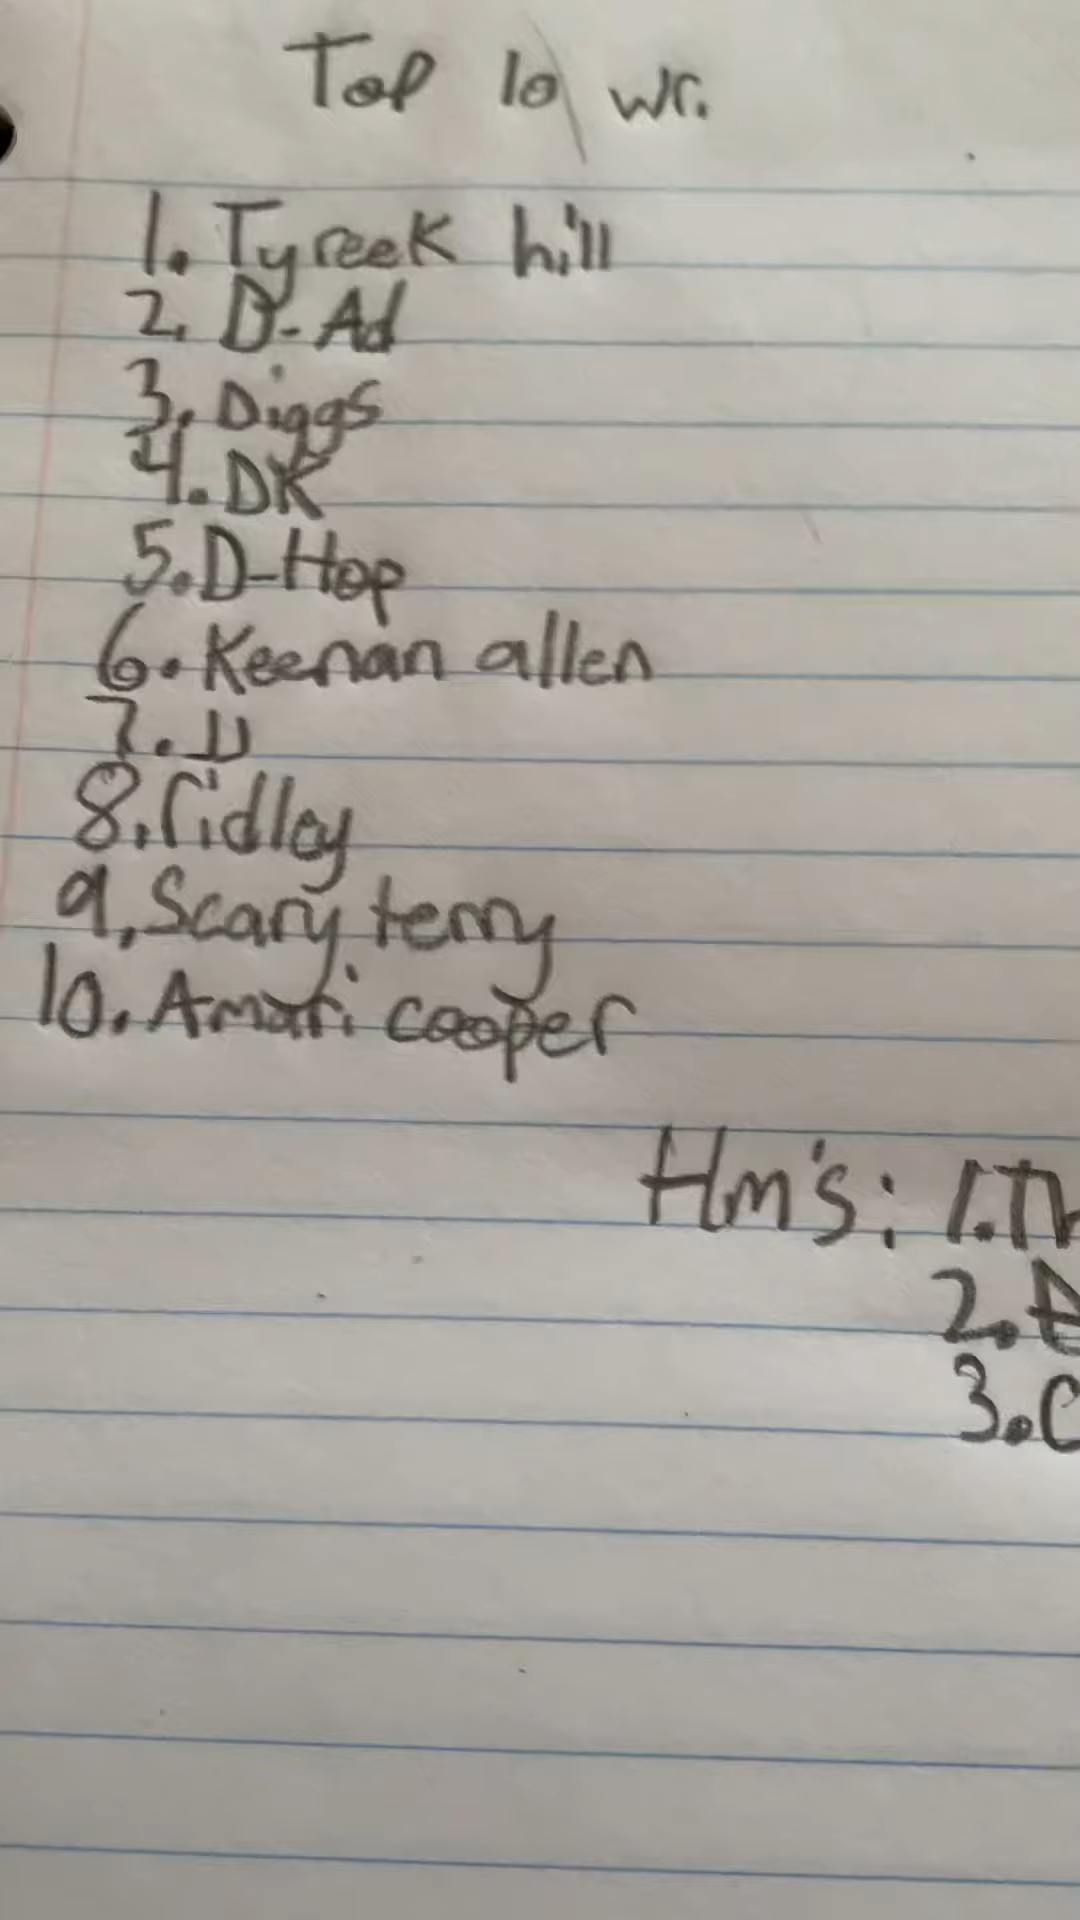 Top 10 wr.
1. Tyreek hill
2. D-Ad
3. Diggs
4. DK
5. D-Hop
6. Keenan allen
7. JJ
8. ridley
9. Scary terry
10. Amari cooper
Hm's: 1. Th
2.
3. C